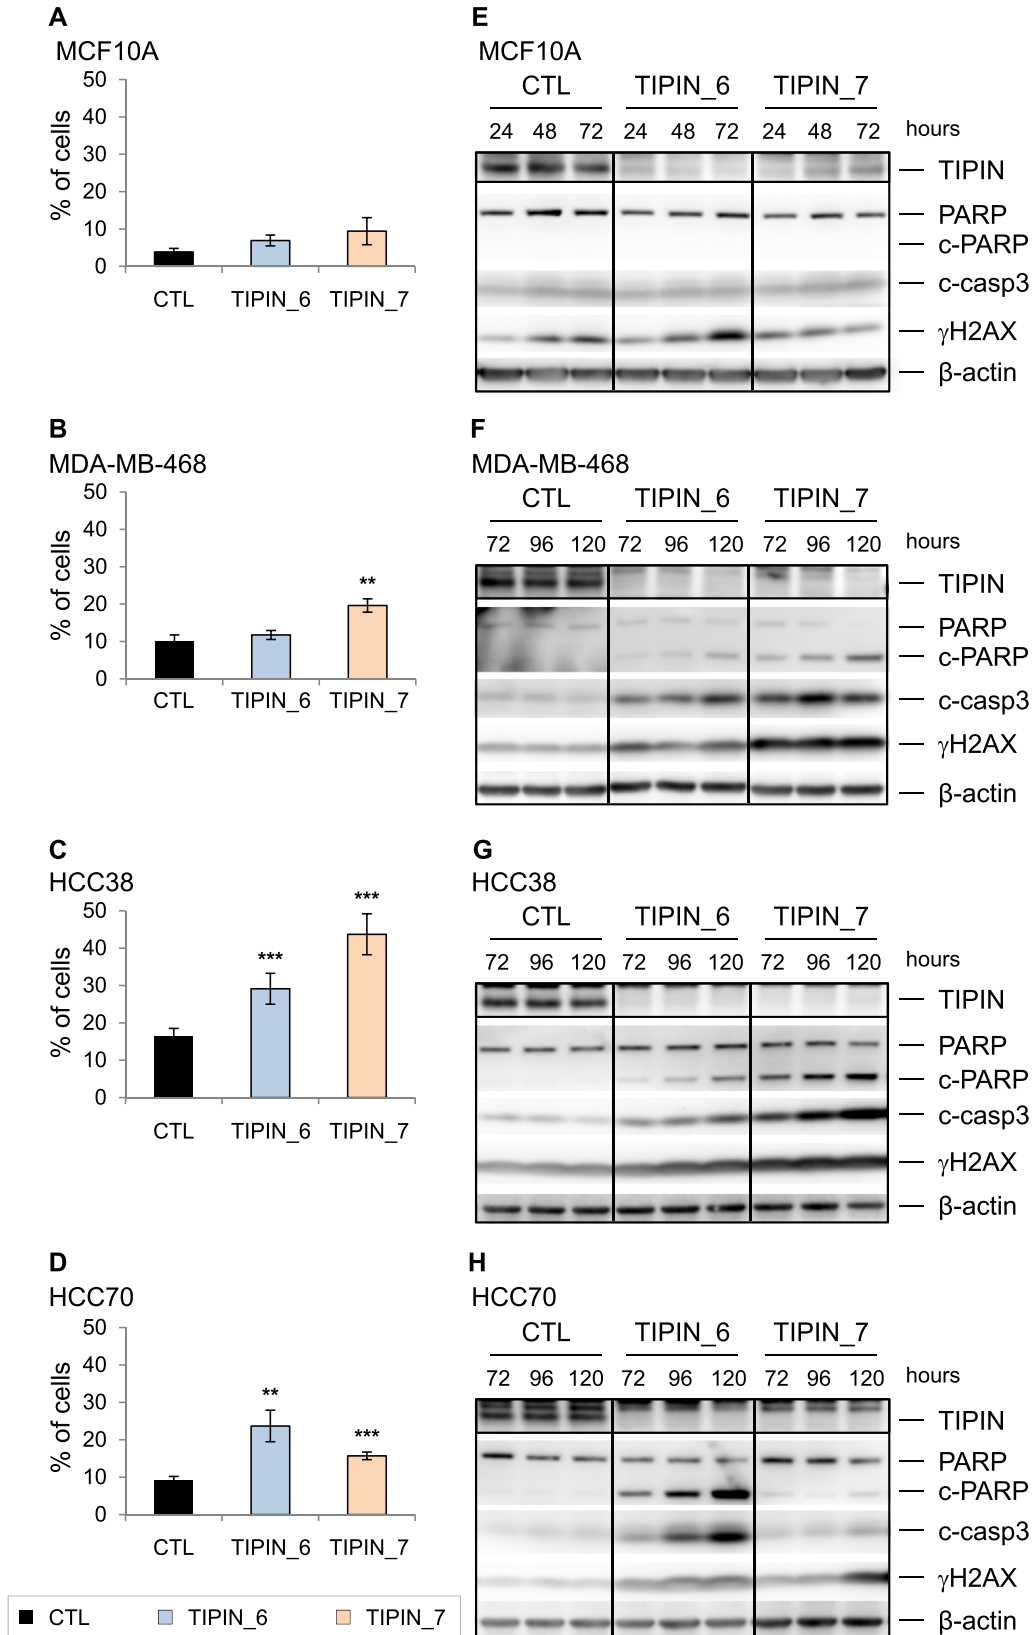 A
MCF10A
50
40
30
20
10
0
% of cells
CTL TIPIN_6 TIPIN_7
E
MCF10A
CTL TIPIN_6 TIPIN_7
24 48 72 24 48 72 24 48 72 hours
TIPIN
PARP
c-PARP
c-casp3
γH2AX
β-actin
B
MDA-MB-468
50
40
30
20
10
0
% of cells
**
CTL TIPIN_6 TIPIN_7
F
MDA-MB-468
CTL TIPIN_6 TIPIN_7
72 96 120 72 96 120 72 96 120 hours
TIPIN
PARP
c-PARP
c-casp3
γH2AX
β-actin
C
HCC38
50
40
30
20
10
0
% of cells
*** ***
CTL TIPIN_6 TIPIN_7
G
HCC38
CTL TIPIN_6 TIPIN_7
72 96 120 72 96 120 72 96 120 hours
TIPIN
PARP
c-PARP
c-casp3
γH2AX
β-actin
D
HCC70
50
40
30
20
10
0
% of cells
** ***
CTL TIPIN_6 TIPIN_7
H
HCC70
CTL TIPIN_6 TIPIN_7
72 96 120 72 96 120 72 96 120 hours
TIPIN
PARP
c-PARP
c-casp3
γH2AX
β-actin
CTL TIPIN_6 TIPIN_7